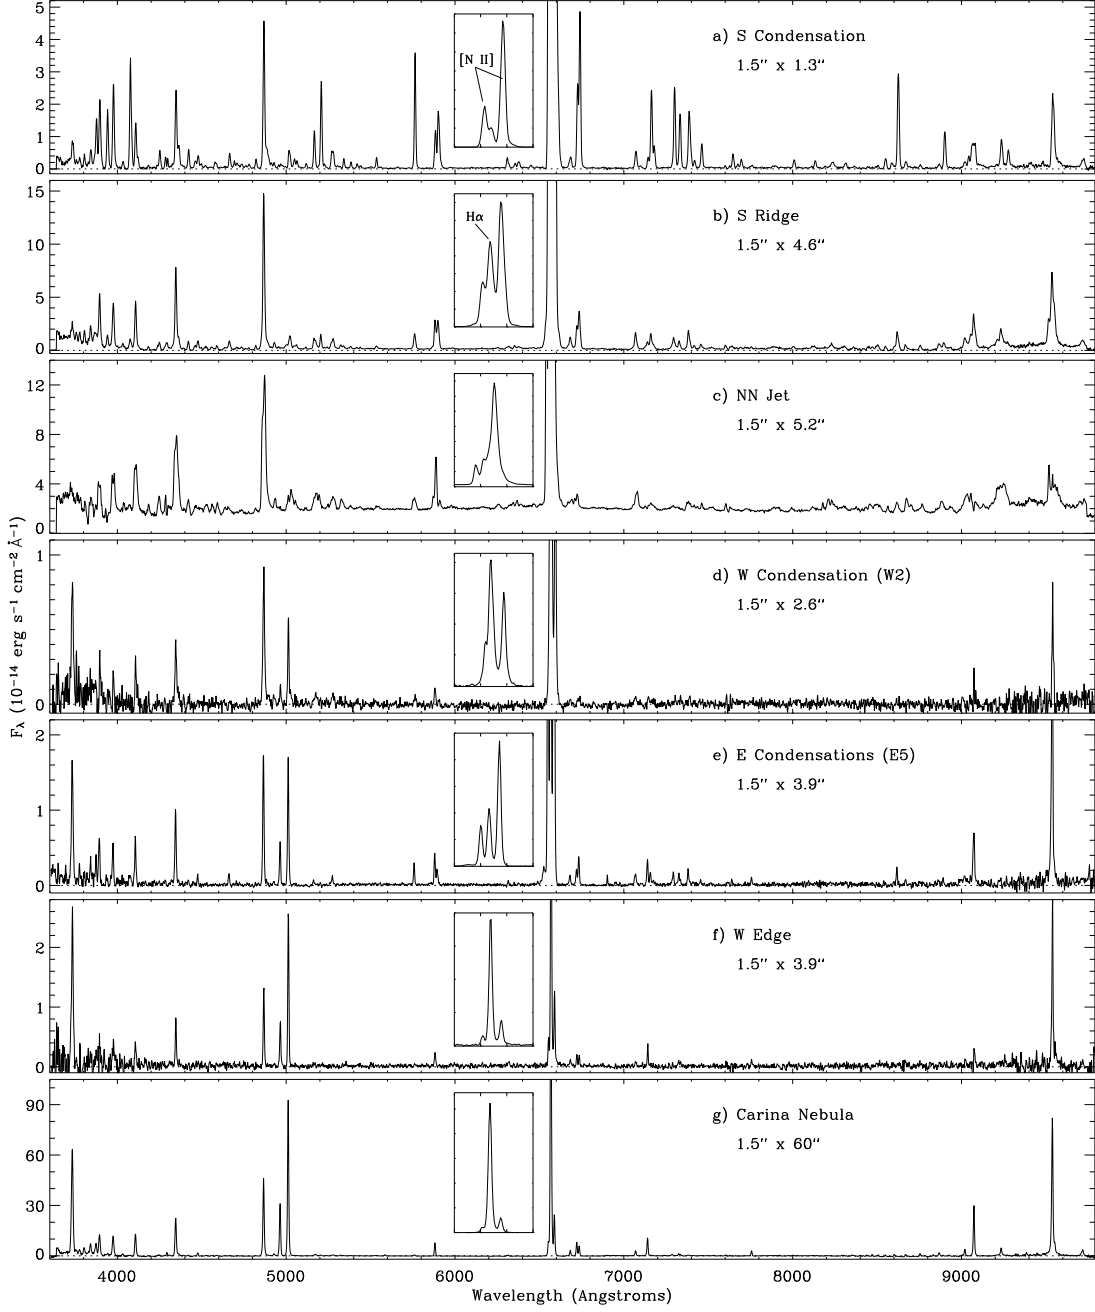 5
4
3
2
1
0
[N II]
a) S Condensation
1.5″ x 1.3“
15
10
5
0
Hα
b) S Ridge
1.5″ x 4.6“
12
8
4
0
c) NN Jet
1.5″ x 5.2“
1
0
d) W Condensation (W2)
1.5″ x 2.6“
2
1
0
e) E Condensations (E5)
1.5″ x 3.9“
2
1
0
f) W Edge
1.5″ x 3.9“
90
60
30
0
g) Carina Nebula
1.5″ x 60“
Fλ (10−14 erg s−1 cm−2 Å−1)
4000 5000 6000 7000 8000 9000
Wavelength (Angstroms)